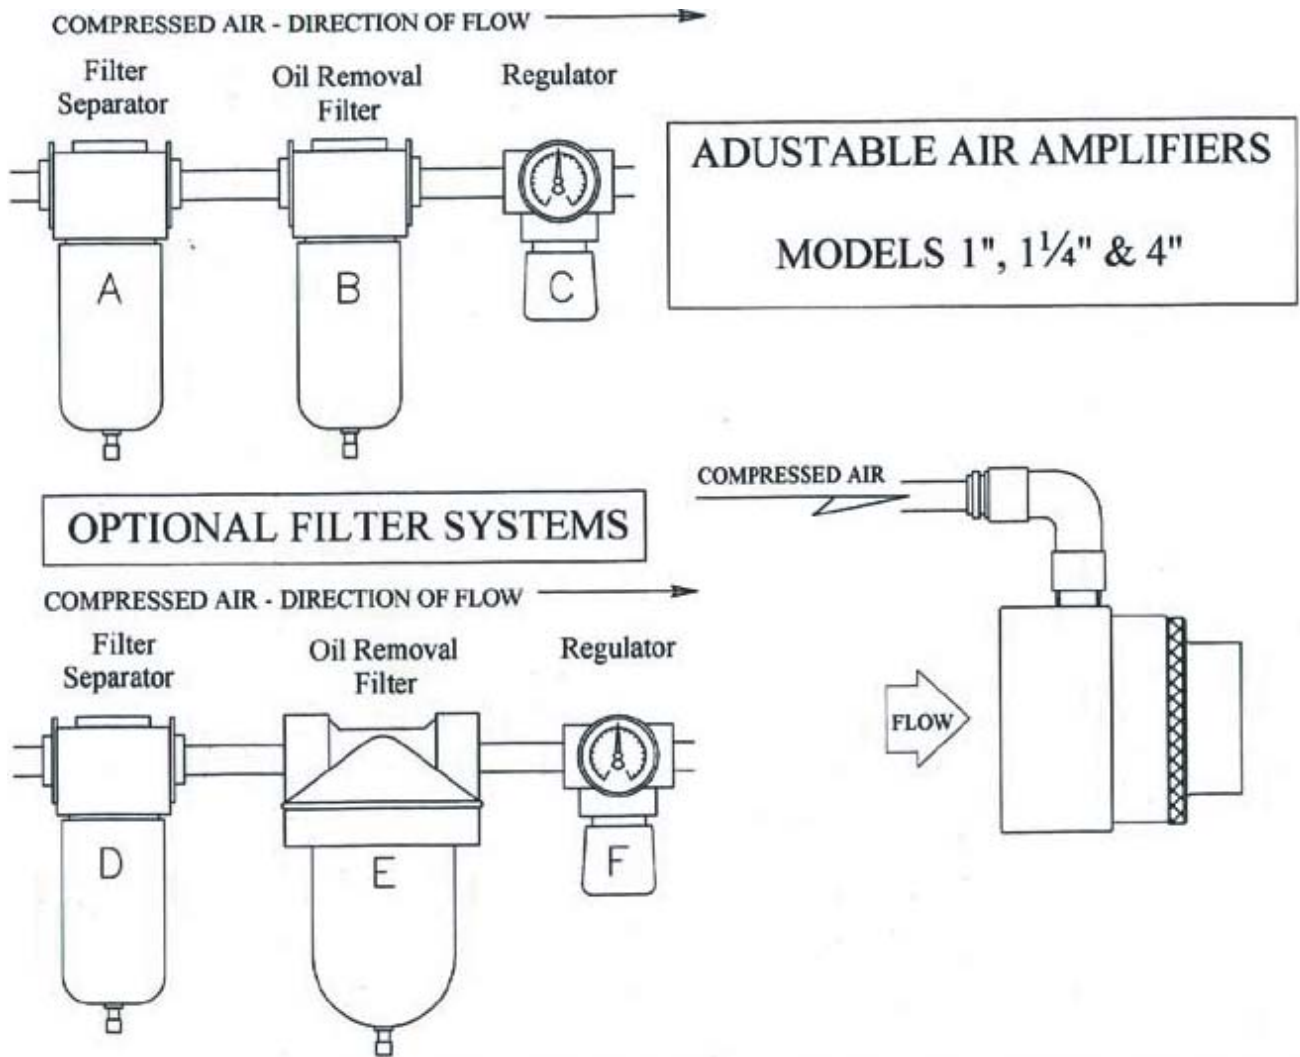 COMPRESSED AIR - DIRECTION OF FLOW
Filter
Separator
Oil Removal
Filter
Regulator
A
B
C
ADUSTABLE AIR AMPLIFIERS
MODELS 1", 1¼" & 4"
OPTIONAL FILTER SYSTEMS
COMPRESSED AIR
FLOW
COMPRESSED AIR - DIRECTION OF FLOW
Filter
Separator
Oil Removal
Filter
Regulator
D
E
F